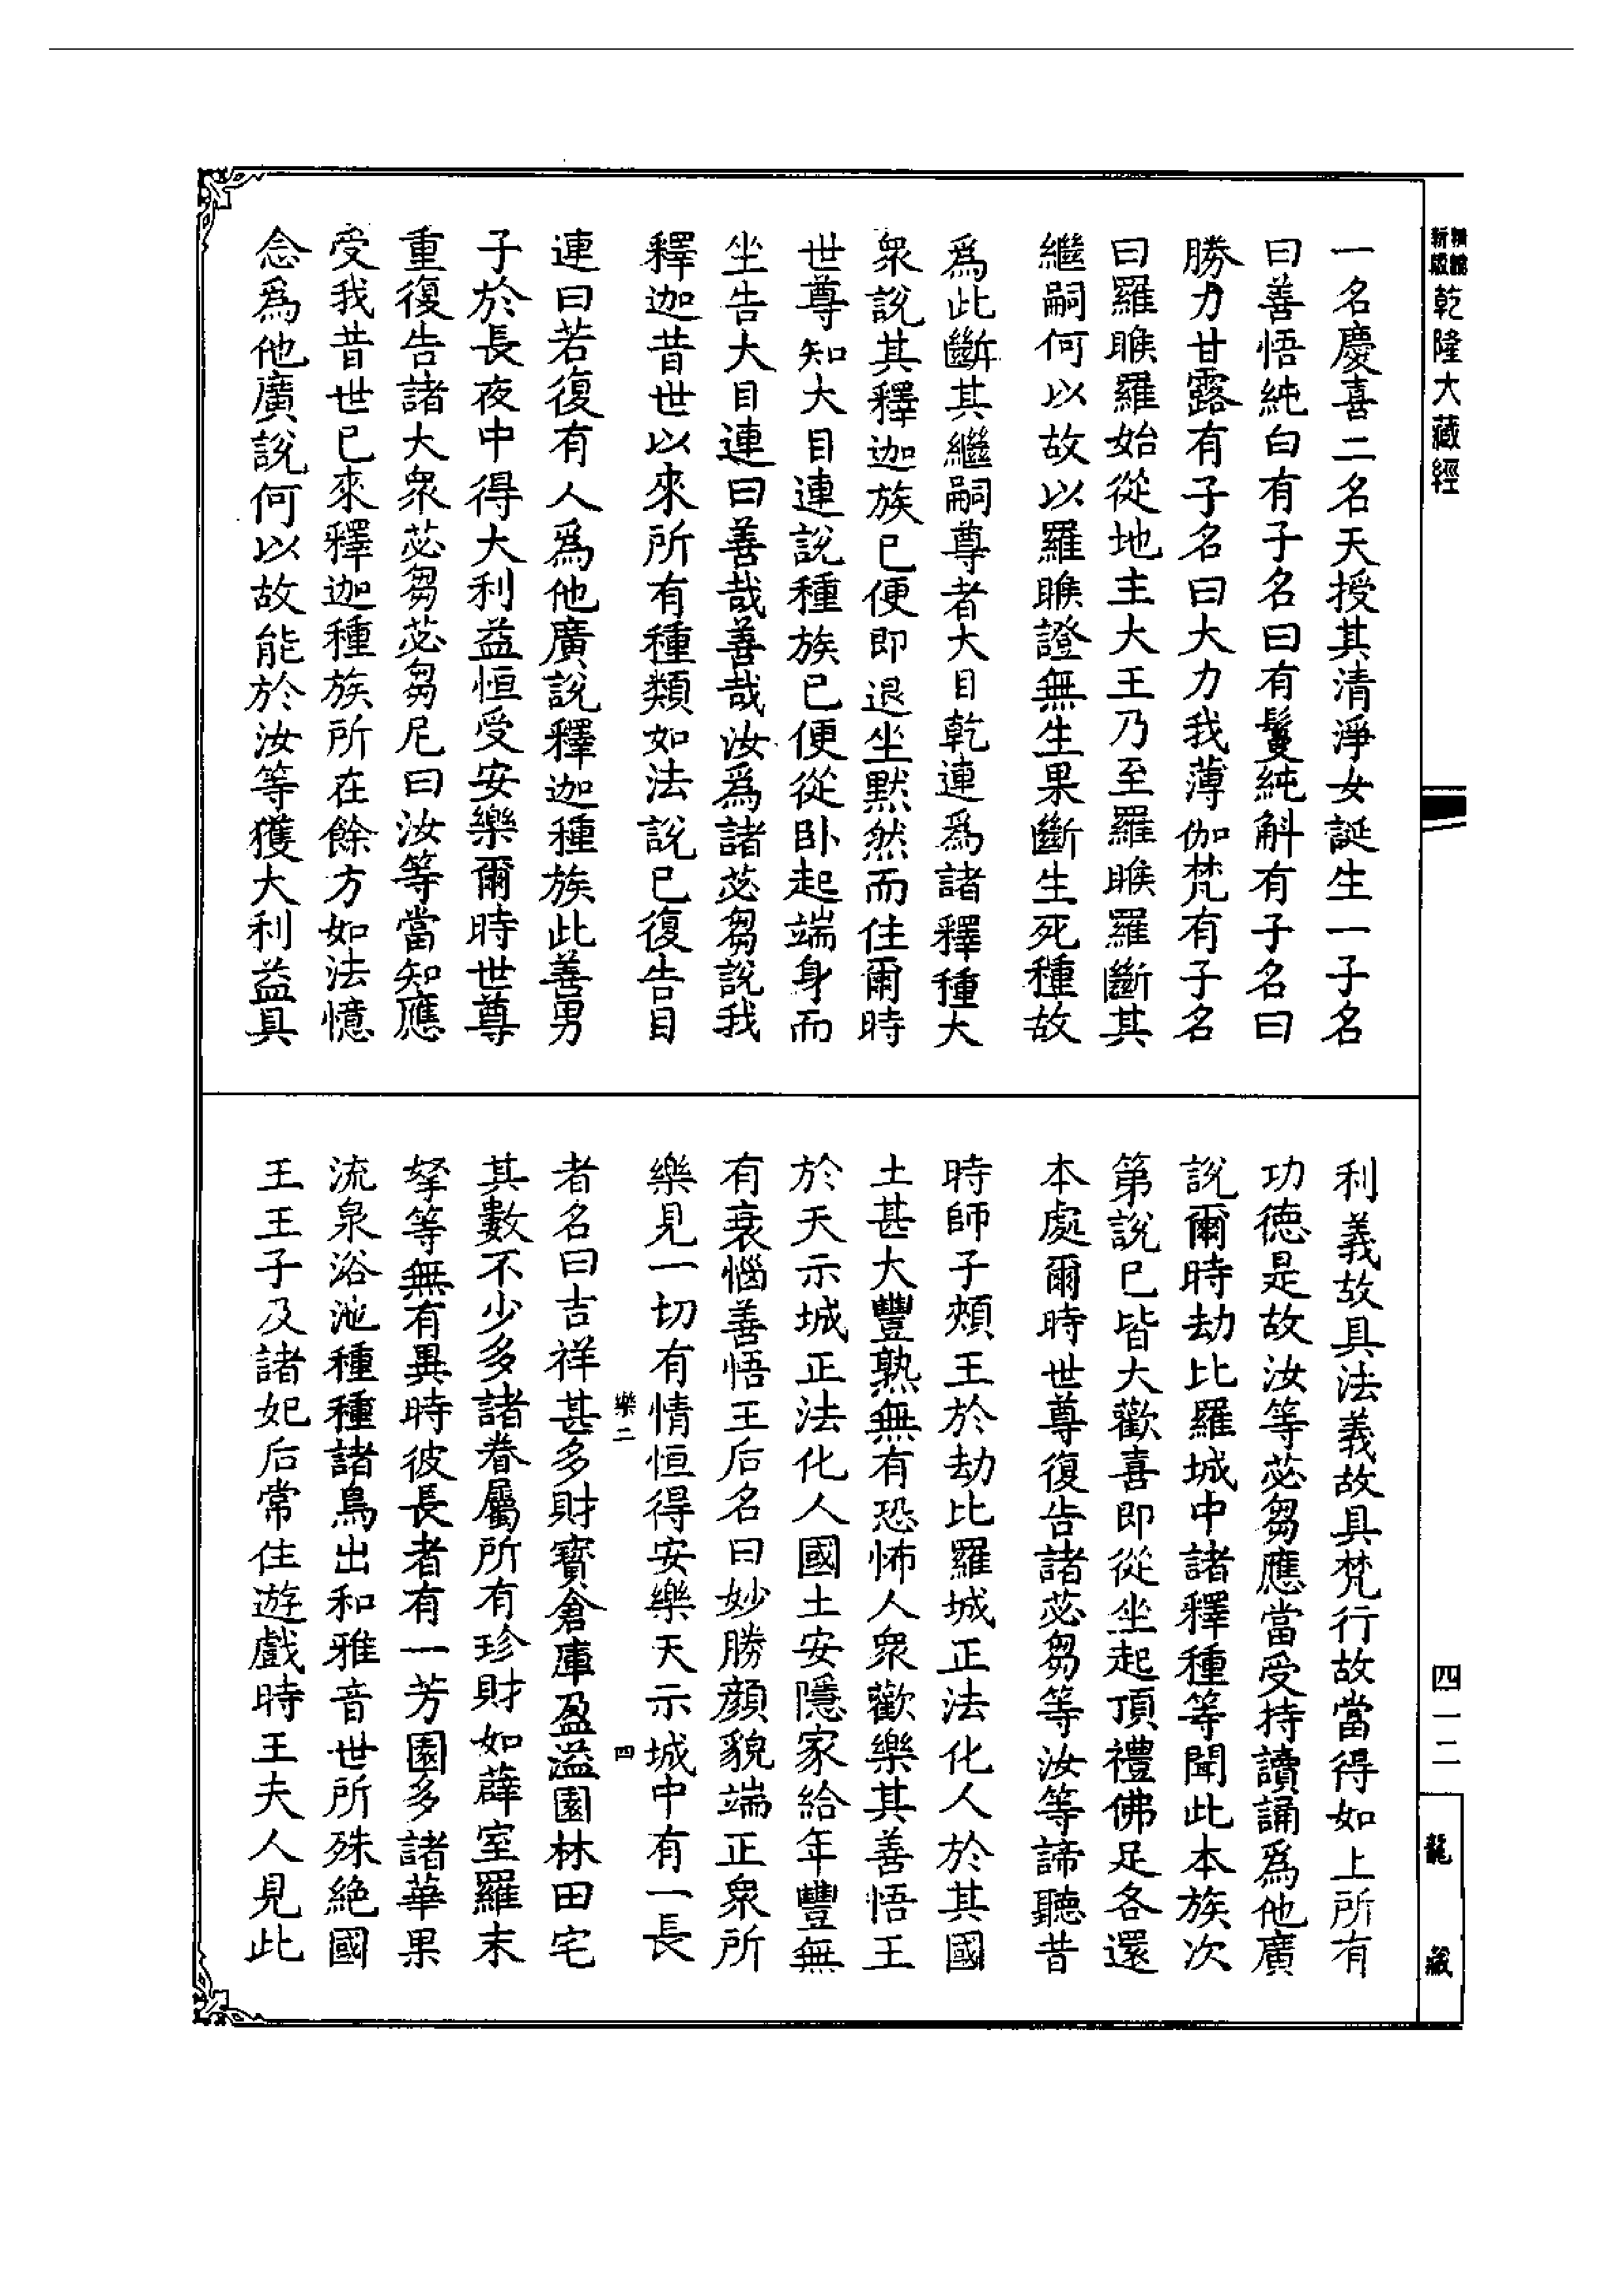 新版
精縮
乾隆大藏經
一名慶喜二名天授其清淨女誕生一子名
曰善悟純白有子名曰有鬘純斛有子名曰
勝力甘露有子名曰大力我薄伽梵有子名
曰羅睺羅始從地主大王乃至羅睺羅斷其
繼嗣何以故以羅睺證無生果斷生死種故
爲此斷其繼嗣尊者大目乾連爲諸釋種大
衆說其釋迦族已便即退坐默然而住爾時
世尊知大目連說種族已便從卧起端身而
坐告大目連曰善哉善哉汝爲諸苾芻說我
釋迦昔世以來所有種類如法說已復告目
連曰若復有人爲他廣說釋迦種族此善男
子於長夜中得大利益恒受安樂爾時世尊
重復告諸大衆苾芻苾芻尼曰汝等當知應
受我昔世已來釋迦種族所在餘方如法憶
念爲他廣說何以故能於汝等獲大利益具
利義故具法義故具梵行故當得如上所有
功德是故汝等苾芻應當受持讀誦爲他廣
說爾時劫比羅城中諸釋種等聞此本族次
第說已皆大歡喜即從坐起頂禮佛足各還
本處爾時世尊復告諸苾芻等汝等諦聽昔
時師子頰王於劫比羅城正法化人於其國
土甚大豐熟無有恐怖人衆歡樂其善悟王
於天示城正法化人國土安隱家給年豐無
有衰惱善悟王后名曰妙勝顏貌端正衆所
樂見一切有情恒得安樂天示城中有一長
樂二
四
者名曰吉祥甚多財寳倉庫盈溢園林田宅
其數不少多諸眷屬所有珍財如薜室羅末
拏等無有異時彼長者有一芳園多諸華果
流泉浴池種種諸鳥出和雅音世所殊絶國
王王子及諸妃后常住遊戲時王夫人見此
四一二
龍藏